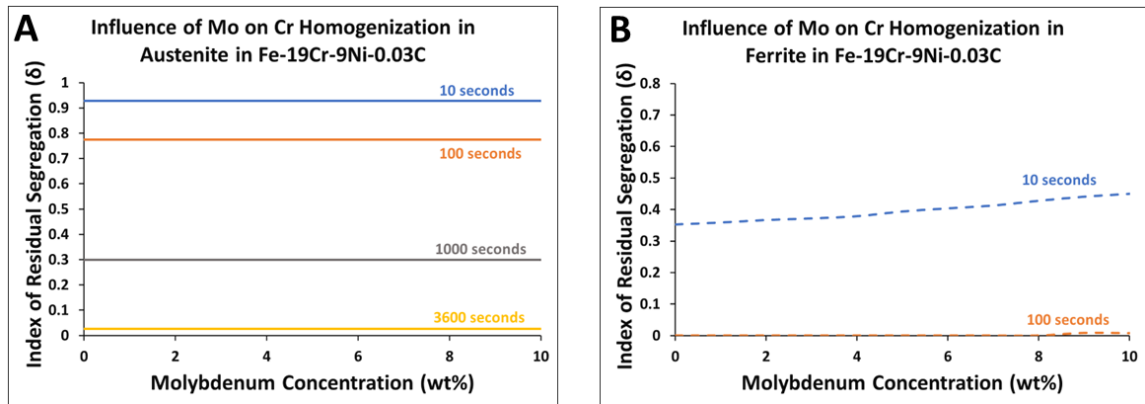 A
Influence of Mo on Cr Homogenization in
Austenite in Fe-19Cr-9Ni-0.03C
Index of Residual Segregation (δ)
1
0.9
0.8
0.7
0.6
0.5
0.4
0.3
0.2
0.1
0
10 seconds
100 seconds
1000 seconds
3600 seconds
0 2 4 6 8 10
Molybdenum Concentration (wt%)
B
Influence of Mo on Cr Homogenization in
Ferrite in Fe-19Cr-9Ni-0.03C
Index of Residual Segregation (δ)
0.8
0.7
0.6
0.5
0.4
0.3
0.2
0.1
0
10 seconds
100 seconds
0 2 4 6 8 10
Molybdenum Concentration (wt%)